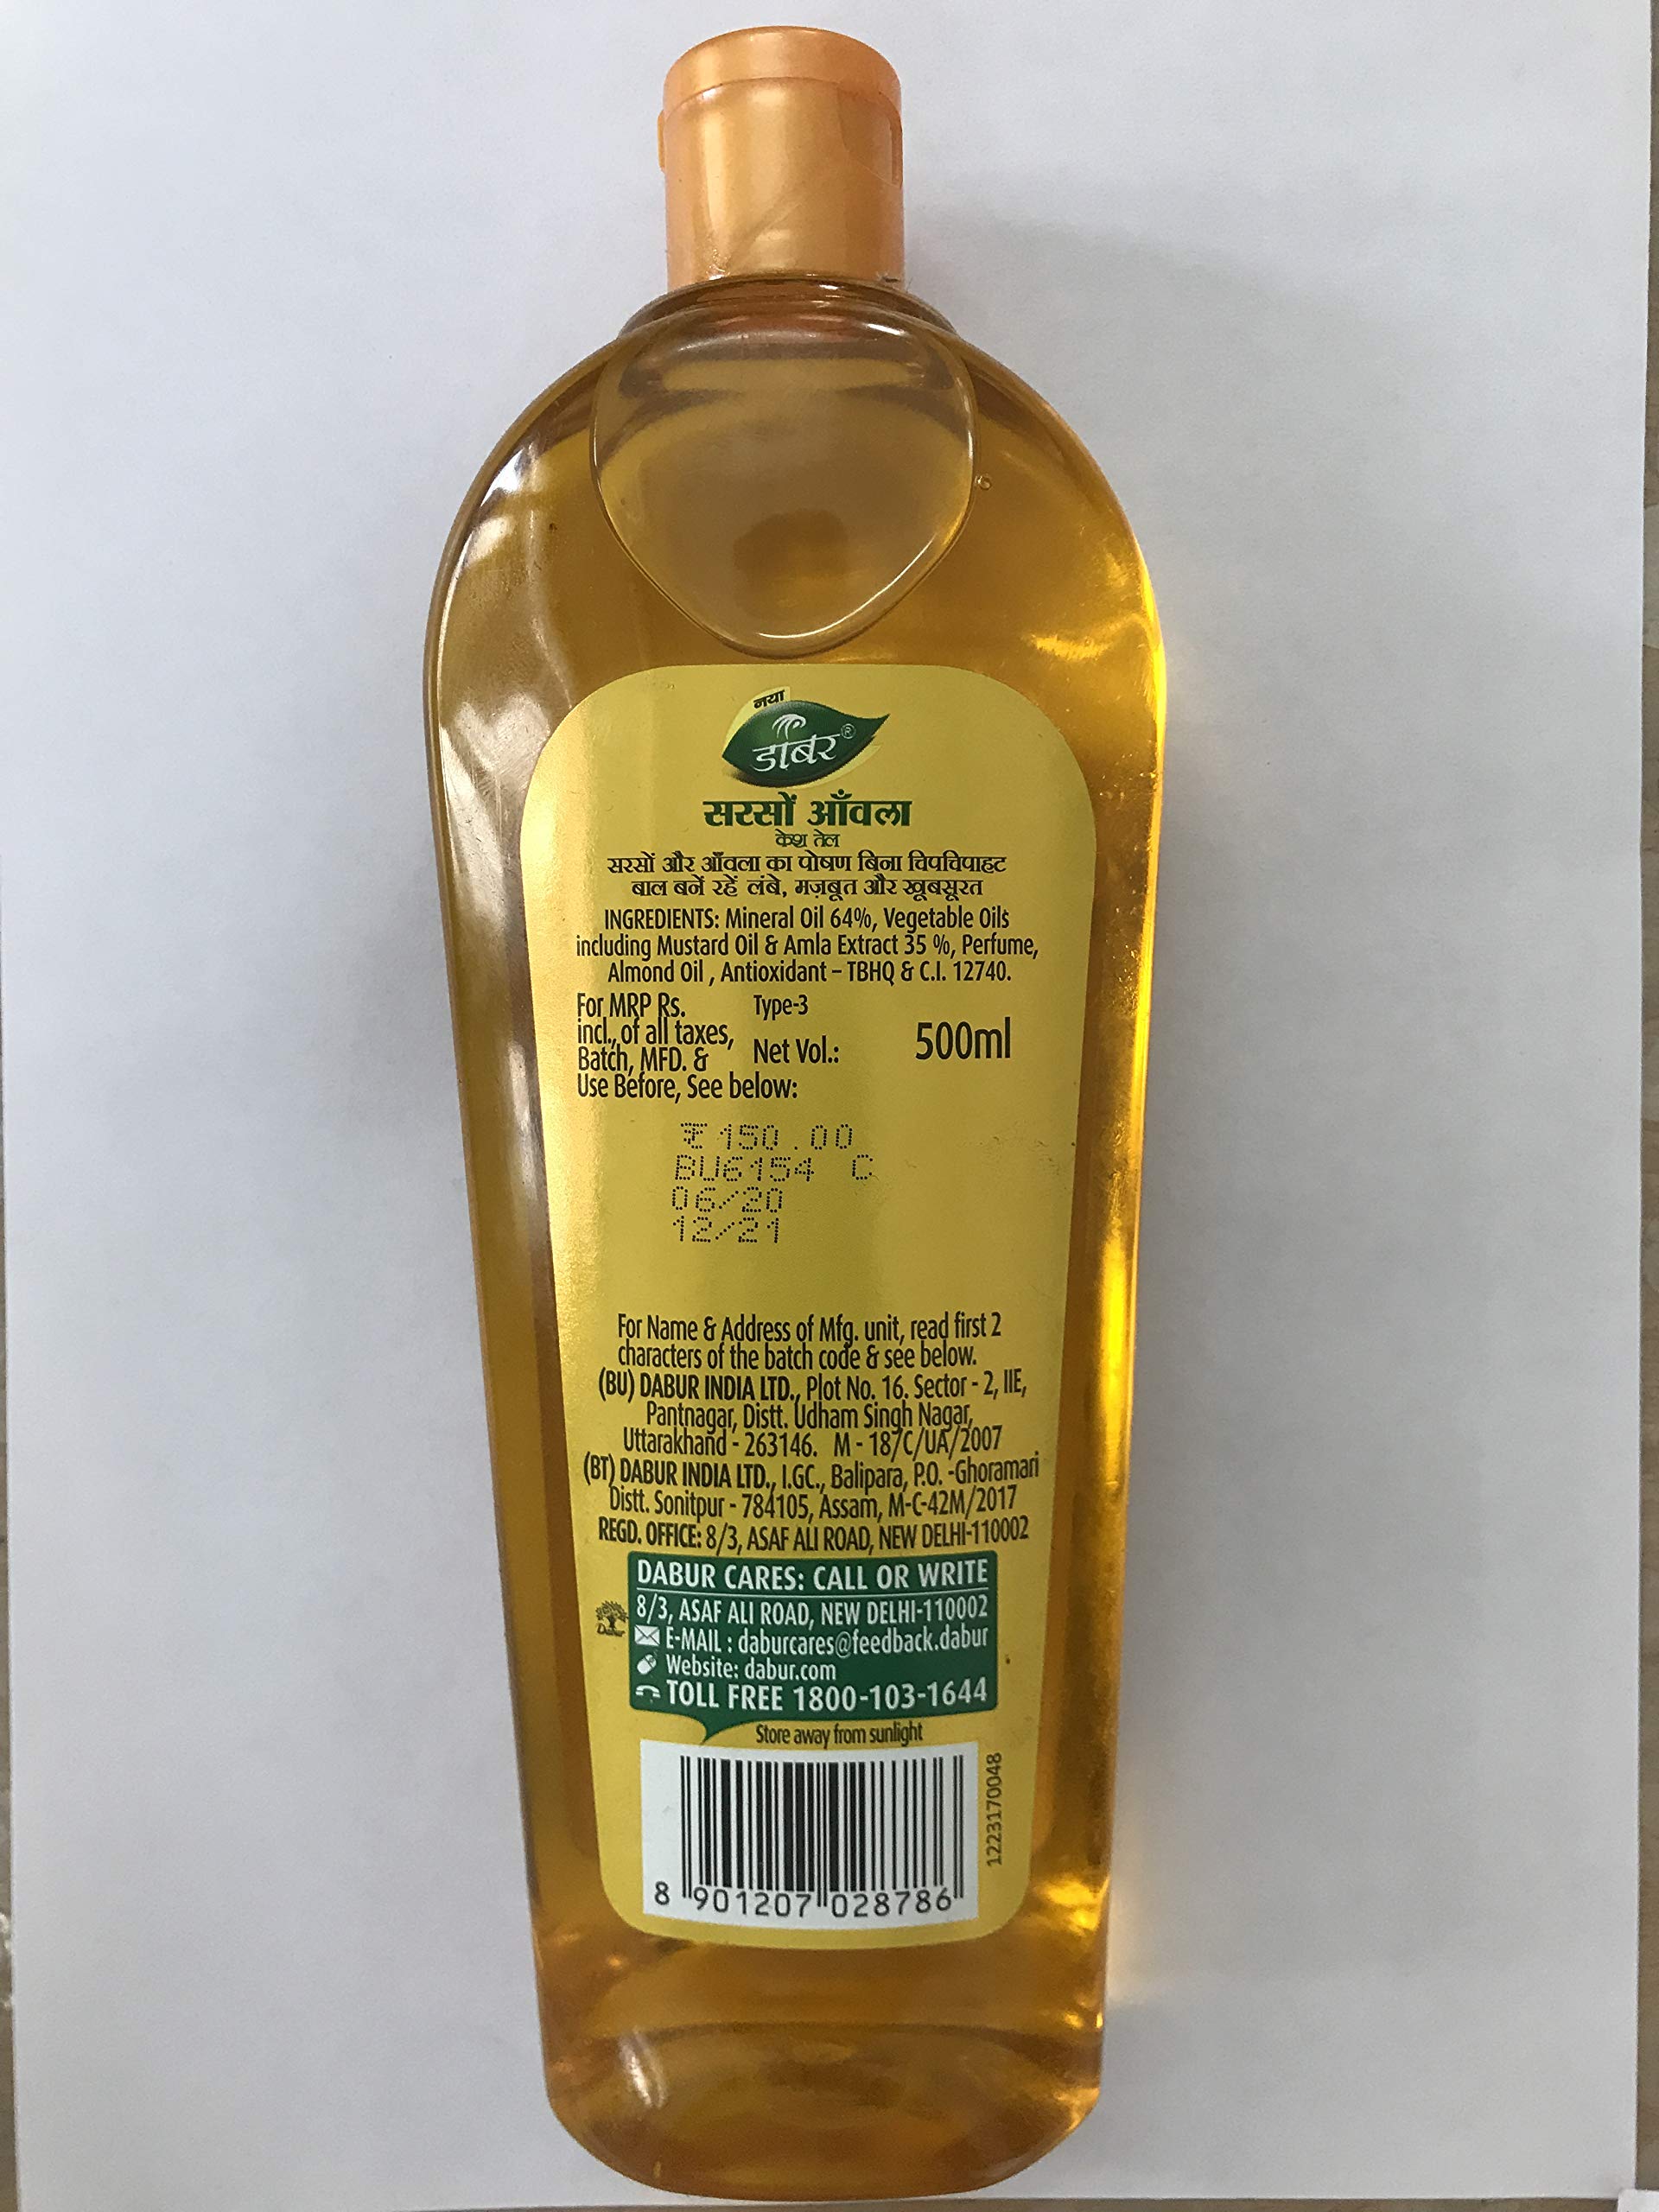 नया
डाबर®
सरसों आँवला
केश तेल
सरसों और आँवला का पोषण बिना चिपचिपाहट
बाल बनें रहें लंबे, मज़बूत और खूबसूरत
INGREDIENTS: Mineral Oil 64%, Vegetable Oils
including Mustard Oil & Amla Extract 35 %, Perfume,
Almond Oil , Antioxidant – TBHQ & C.I. 12740.
For MRP Rs. Type-3
incl., of all taxes,
Batch, MFD. & Net Vol.: 500ml
Use Before, See below:
₹ 150.00
BU6154 C
06/20
12/21
For Name & Address of Mfg. unit, read first 2
characters of the batch code & see below.
(BU) DABUR INDIA LTD., Plot No. 16. Sector - 2, IIE,
Pantnagar, Distt. Udham Singh Nagar,
Uttarakhand - 263146. M - 187C/UA/2007
(BT) DABUR INDIA LTD., I.GC., Balipara, P.O. -Ghoramari
Distt. Sonitpur - 784105, Assam, M-C-42M/2017
REGD. OFFICE: 8/3, ASAF ALI ROAD, NEW DELHI-110002
DABUR CARES: CALL OR WRITE
8/3, ASAF ALI ROAD, NEW DELHI-110002
Dabur
E-MAIL : daburcares@feedback.dabur
Website: dabur.com
TOLL FREE 1800-103-1644
Store away from sunlight
1223170048
8 901207 028786